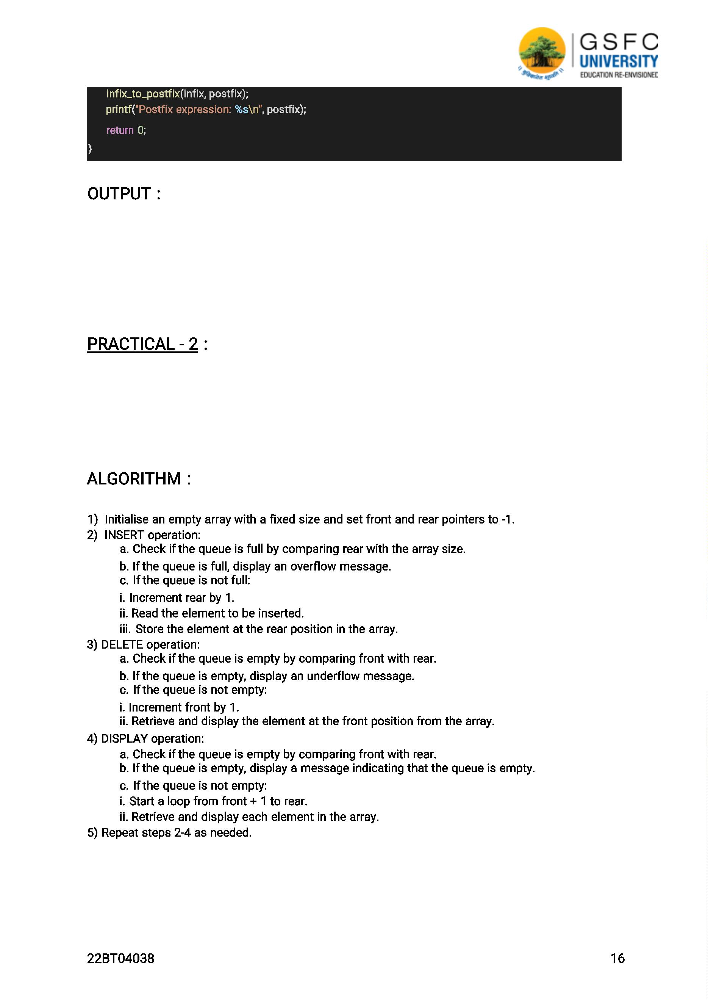 GSFC
UNIVERSITY
EDUCATION RE-ENVISIONED
infix_to_postfix(infix, postfix);
printf("Postfix expression: %s\n", postfix);
return 0;
}
OUTPUT :
PRACTICAL - 2 :
ALGORITHM :
1) Initialise an empty array with a fixed size and set front and rear pointers to -1.
2) INSERT operation:
a. Check if the queue is full by comparing rear with the array size.
b. If the queue is full, display an overflow message.
c. If the queue is not full:
i. Increment rear by 1.
ii. Read the element to be inserted.
iii. Store the element at the rear position in the array.
3) DELETE operation:
a. Check if the queue is empty by comparing front with rear.
b. If the queue is empty, display an underflow message.
c. If the queue is not empty:
i. Increment front by 1.
ii. Retrieve and display the element at the front position from the array.
4) DISPLAY operation:
a. Check if the queue is empty by comparing front with rear.
b. If the queue is empty, display a message indicating that the queue is empty.
c. If the queue is not empty:
i. Start a loop from front + 1 to rear.
ii. Retrieve and display each element in the array.
5) Repeat steps 2-4 as needed.
22BT04038 16